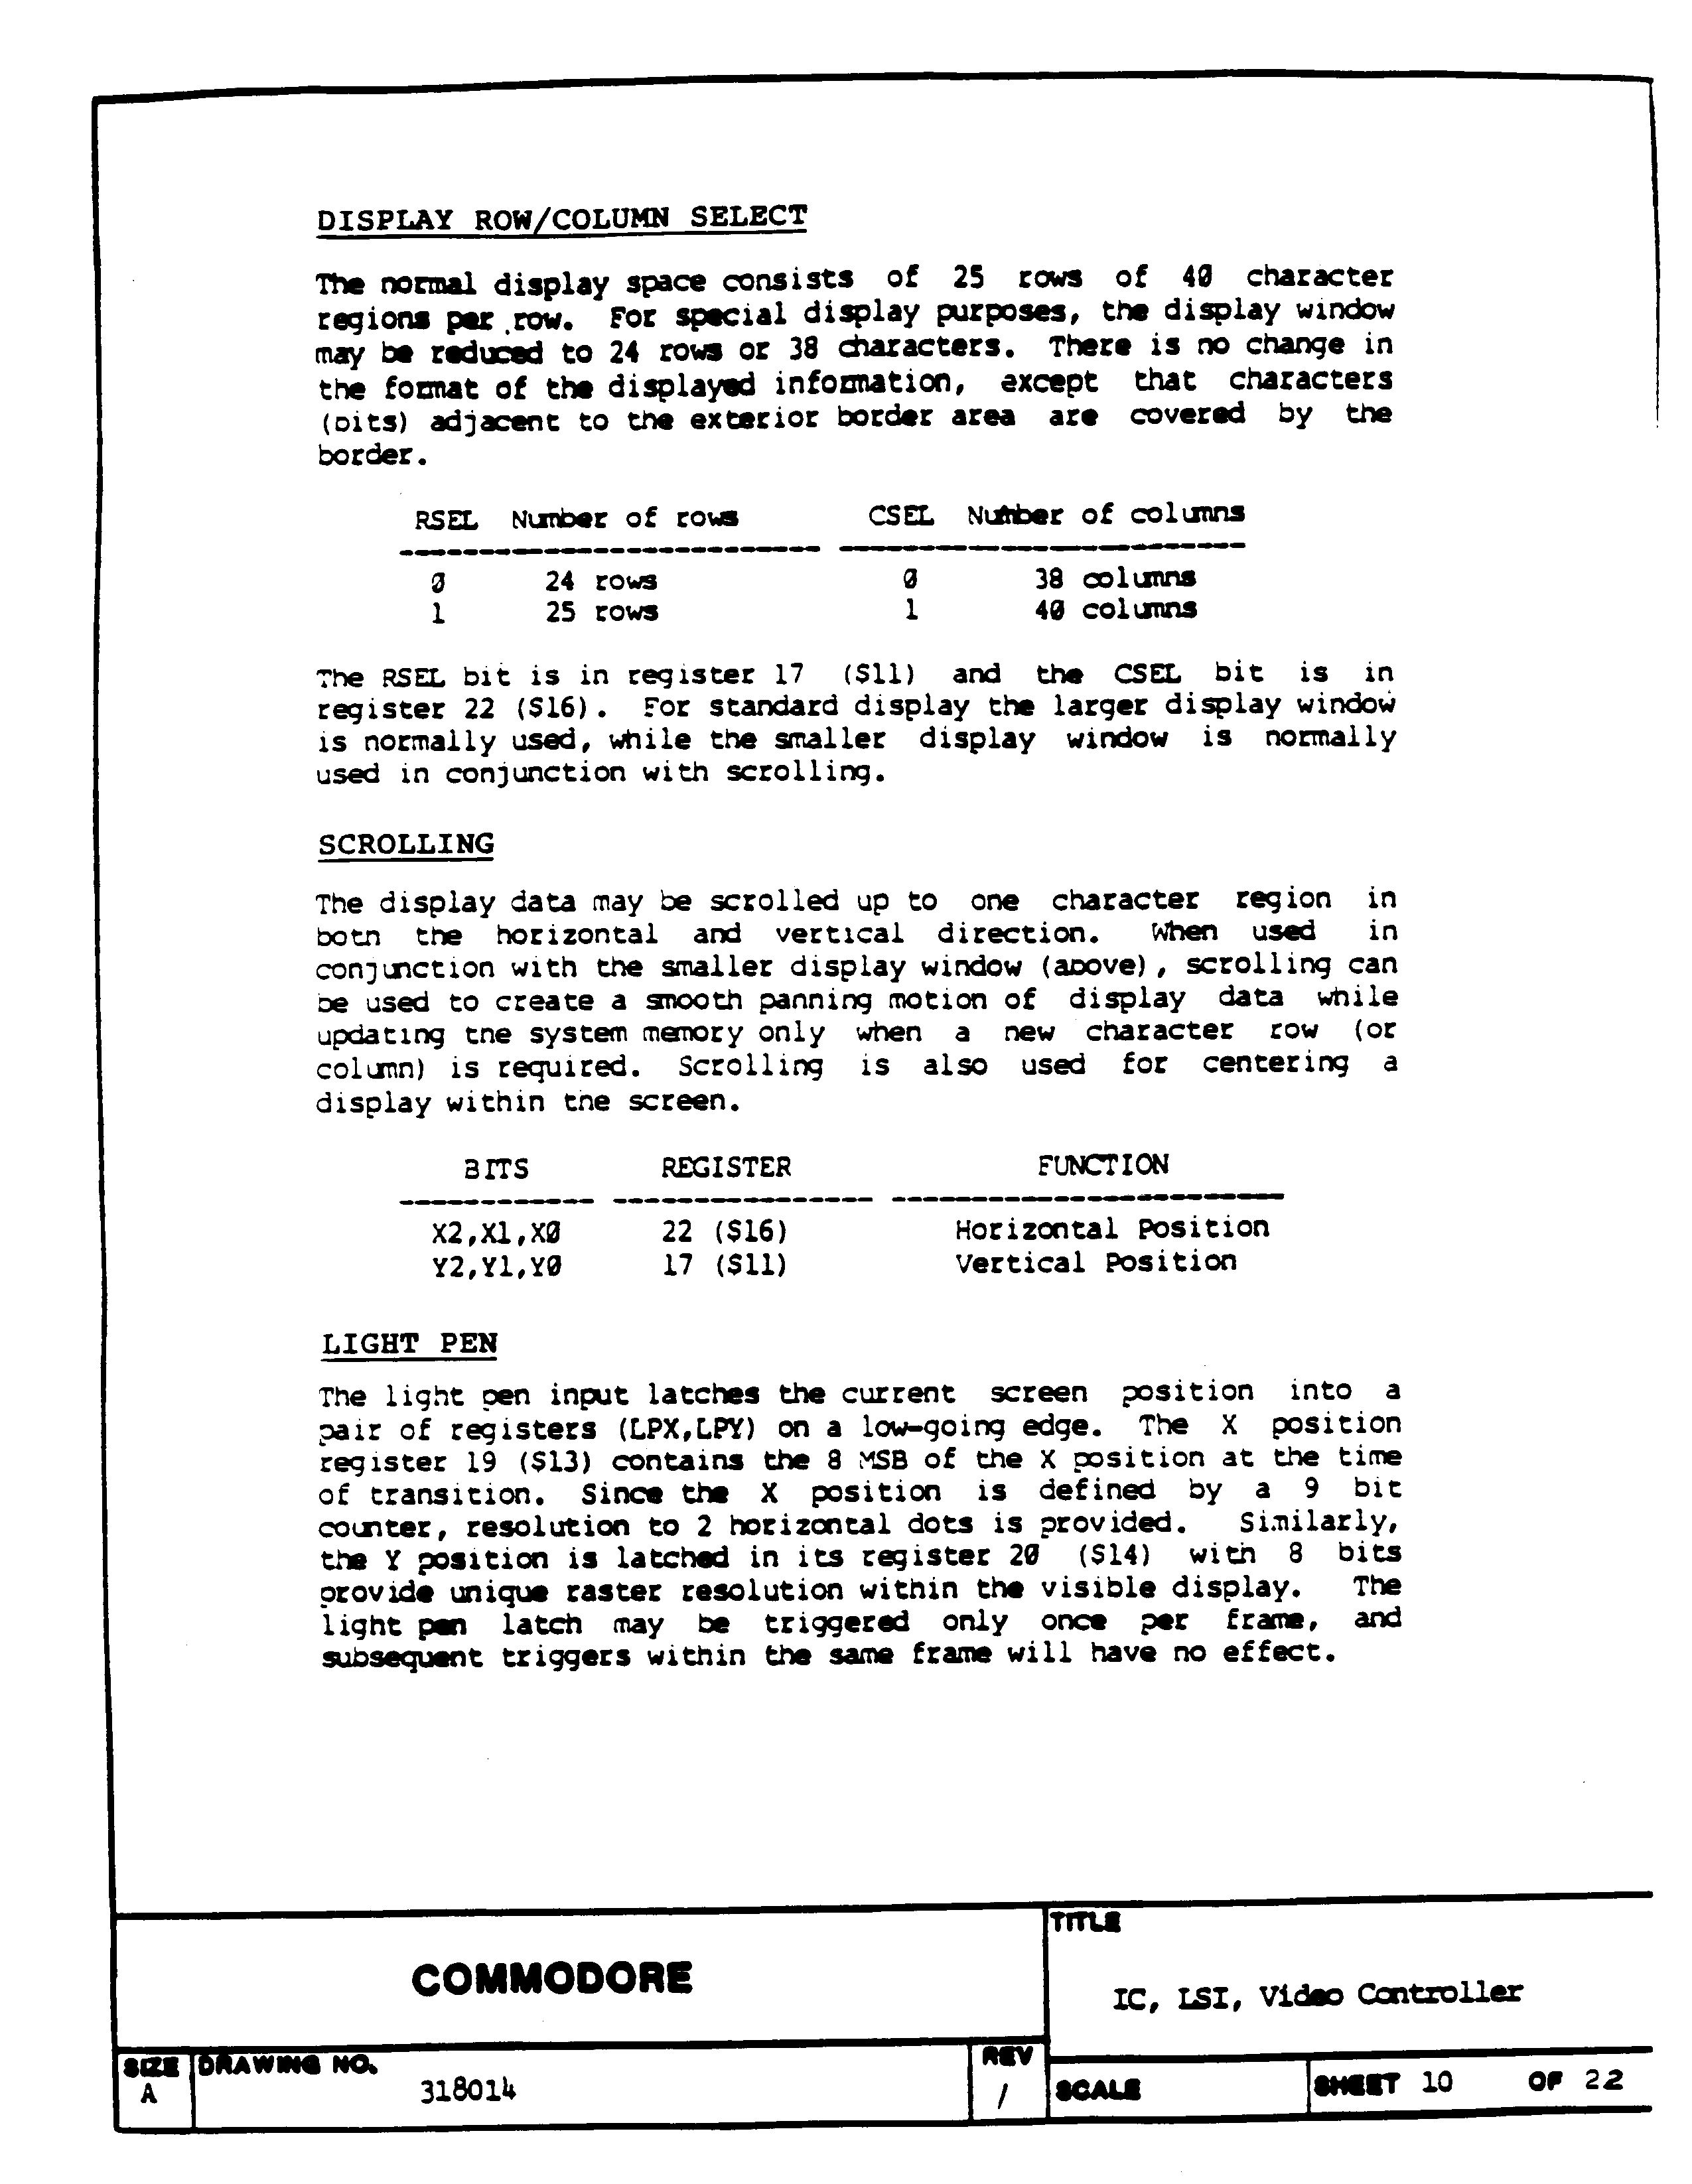 DISPLAY ROW/COLUMN SELECT
The normal display space consists of 25 rows of 40 character
regions per row. For special display purposes, the display window
may be reduced to 24 rows or 38 characters. There is no change in
the format of the displayed information, except that characters
(bits) adjacent to the exterior border area are covered by the
border.
RSEL Number of rows CSEL Number of columns
0 24 rows 0 38 columns
1 25 rows 1 40 columns
The RSEL bit is in register 17 ($11) and the CSEL bit is in
register 22 ($16). For standard display the larger display window
is normally used, while the smaller display window is normally
used in conjunction with scrolling.
SCROLLING
The display data may be scrolled up to one character region in
both the horizontal and vertical direction. When used in
conjunction with the smaller display window (above), scrolling can
be used to create a smooth panning motion of display data while
updating the system memory only when a new character row (or
column) is required. Scrolling is also used for centering a
display within the screen.
BITS REGISTER FUNCTION
X2,X1,X0 22 ($16) Horizontal Position
Y2,Y1,Y0 17 ($11) Vertical Position
LIGHT PEN
The light pen input latches the current screen position into a
pair of registers (LPX,LPY) on a low-going edge. The X position
register 19 ($13) contains the 8 MSB of the X position at the time
of transition. Since the X position is defined by a 9 bit
counter, resolution to 2 horizontal dots is provided. Similarly,
the Y position is latched in its register 20 ($14) with 8 bits
provide unique raster resolution within the visible display. The
light pen latch may be triggered only once per frame, and
subsequent triggers within the same frame will have no effect.
COMMODORE
TITLE
IC, LSI, Video Controller
SIZE
A
DRAWING NO.
318014
REV
/
SCALE
SHEET 10 OF 22